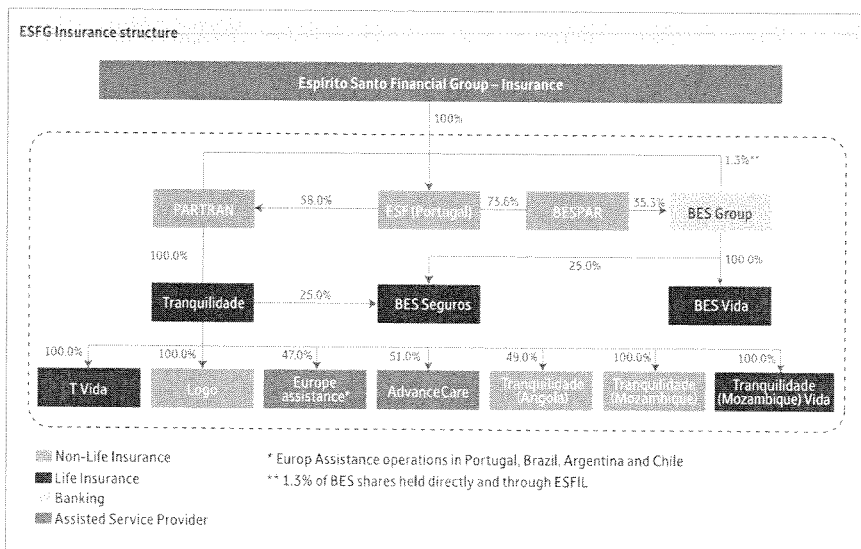 ESFG Insurance structure
Espírito Santo Financial Group – Insurance
100%
1.3%**
PARTRAN
58.0%
ESF (Portugal)
73.6%
BESPAR
35.3%
BES Group
100.0%
25.0%
100.0%
Tranquilidade
25.0%
BES Seguros
BES Vida
100.0%
100.0%
47.0%
51.0%
49.0%
100.0%
100.0%
T Vida
Logo
Europe
assistance*
AdvanceCare
Tranquilidade
(Angola)
Tranquilidade
(Mozambique)
Tranquilidade
(Mozambique) Vida
Non-Life Insurance
Life Insurance
Banking
Assisted Service Provider
* Europ Assistance operations in Portugal, Brazil, Argentina and Chile
** 1.3% of BES shares held directly and through ESFIL